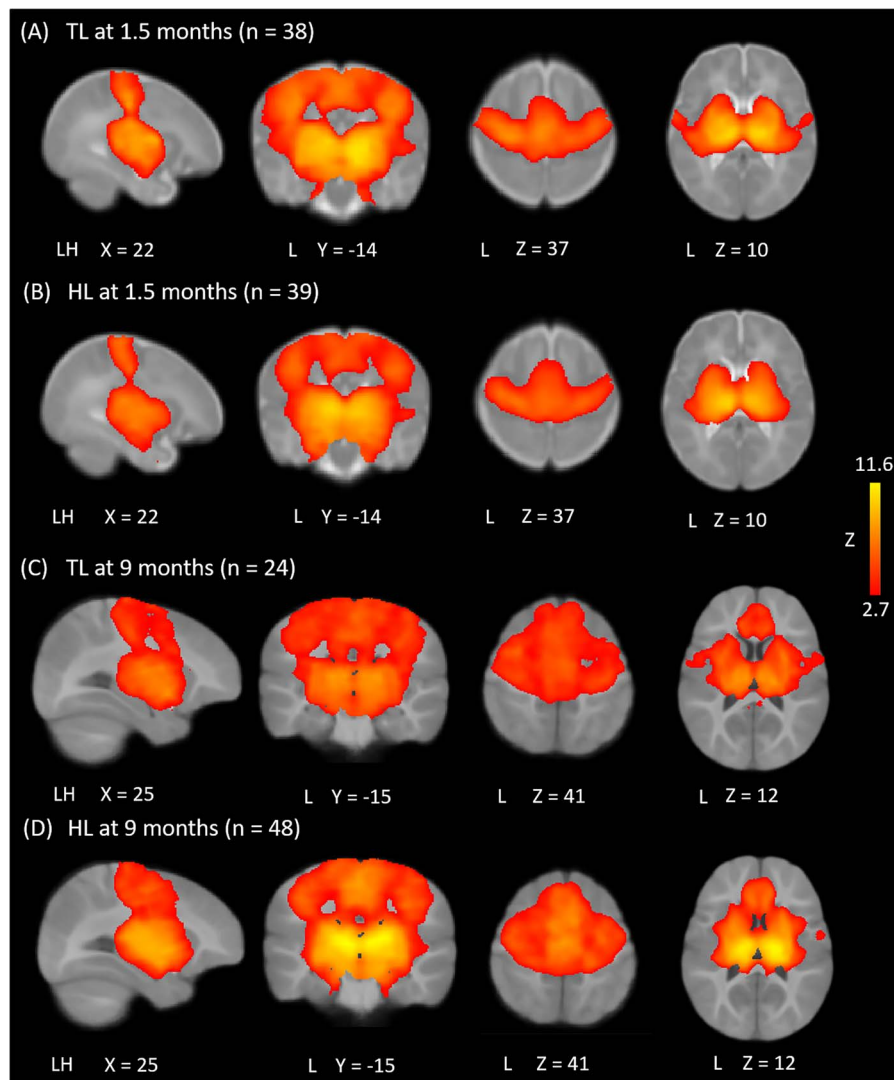 (A) TL at 1.5 months (n = 38)
LH X = 22 L Y = -14 L Z = 37 L Z = 10
(B) HL at 1.5 months (n = 39)
LH X = 22 L Y = -14 L Z = 37 L Z = 10
11.6
Z
2.7
(C) TL at 9 months (n = 24)
LH X = 25 L Y = -15 L Z = 41 L Z = 12
(D) HL at 9 months (n = 48)
LH X = 25 L Y = -15 L Z = 41 L Z = 12